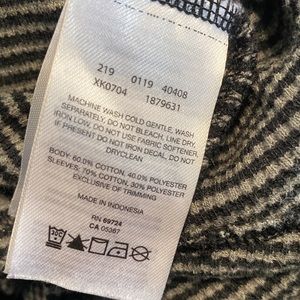 219 0119 40408
XK0704 1879631
MACHINE WASH COLD GENTLE, WASH
SEPARATELY, DO NOT BLEACH, LINE DRY,
IRON LOW, DO NOT USE FABRIC SOFTENER.
IF PRESENT DO NOT IRON DECAL, DO NOT
DRYCLEAN
BODY: 60.0% COTTON, 40.0% POLYESTER
SLEEVES: 70% COTTON, 30% POLYESTER
EXCLUSIVE OF TRIMMING
MADE IN INDONESIA
RN 69724
CA 05367